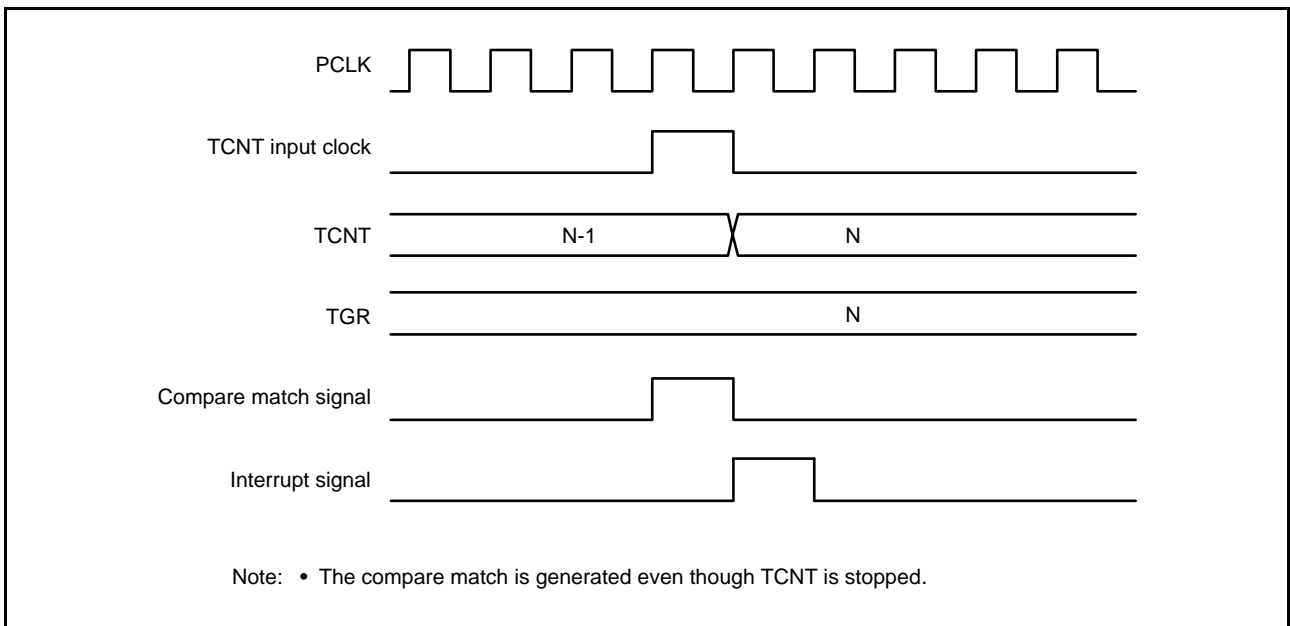 PCLK
TCNT input clock
TCNT N-1 N
TGR N
Compare match signal
Interrupt signal
Note: • The compare match is generated even though TCNT is stopped.